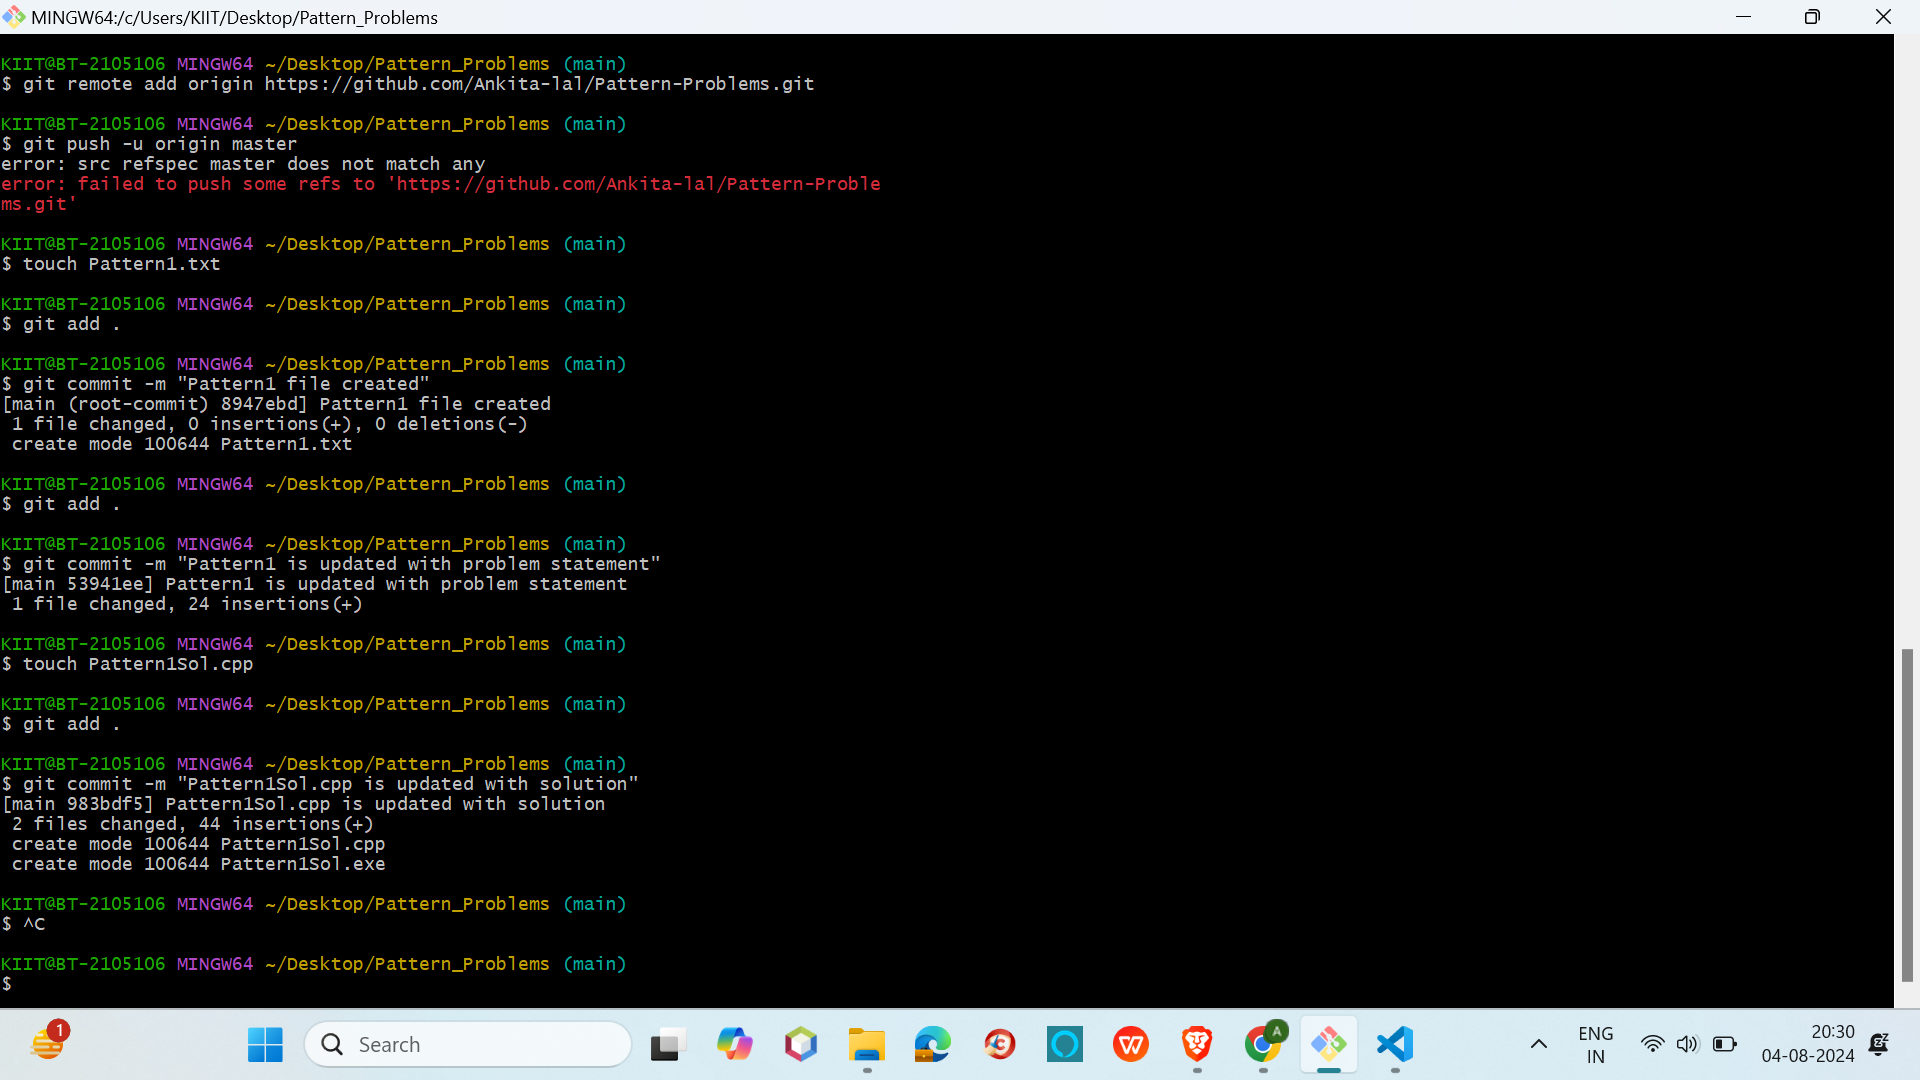 MINGW64:/c/Users/KIIT/Desktop/Pattern_Problems
KIIT@BT-2105106 MINGW64 ~/Desktop/Pattern_Problems (main)
$ git remote add origin https://github.com/Ankita-lal/Pattern-Problems.git
KIIT@BT-2105106 MINGW64 ~/Desktop/Pattern_Problems (main)
$ git push -u origin master
error: src refspec master does not match any
error: failed to push some refs to 'https://github.com/Ankita-lal/Pattern-Proble
ms.git'
KIIT@BT-2105106 MINGW64 ~/Desktop/Pattern_Problems (main)
$ touch Pattern1.txt
KIIT@BT-2105106 MINGW64 ~/Desktop/Pattern_Problems (main)
$ git add .
KIIT@BT-2105106 MINGW64 ~/Desktop/Pattern_Problems (main)
$ git commit -m "Pattern1 file created"
[main (root-commit) 8947ebd] Pattern1 file created
 1 file changed, 0 insertions(+), 0 deletions(-)
 create mode 100644 Pattern1.txt
KIIT@BT-2105106 MINGW64 ~/Desktop/Pattern_Problems (main)
$ git add .
KIIT@BT-2105106 MINGW64 ~/Desktop/Pattern_Problems (main)
$ git commit -m "Pattern1 is updated with problem statement"
[main 53941ee] Pattern1 is updated with problem statement
 1 file changed, 24 insertions(+)
KIIT@BT-2105106 MINGW64 ~/Desktop/Pattern_Problems (main)
$ touch Pattern1Sol.cpp
KIIT@BT-2105106 MINGW64 ~/Desktop/Pattern_Problems (main)
$ git add .
KIIT@BT-2105106 MINGW64 ~/Desktop/Pattern_Problems (main)
$ git commit -m "Pattern1Sol.cpp is updated with solution"
[main 983bdf5] Pattern1Sol.cpp is updated with solution
 2 files changed, 44 insertions(+)
 create mode 100644 Pattern1Sol.cpp
 create mode 100644 Pattern1Sol.exe
KIIT@BT-2105106 MINGW64 ~/Desktop/Pattern_Problems (main)
$ ^C
KIIT@BT-2105106 MINGW64 ~/Desktop/Pattern_Problems (main)
$
1
Search
A
ENG
IN
20:30
04-08-2024